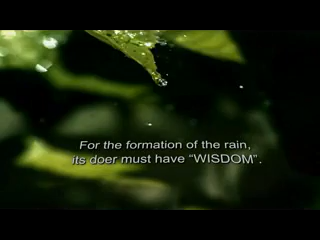 For the formation of the rain,
its doer must have “WISDOM”.